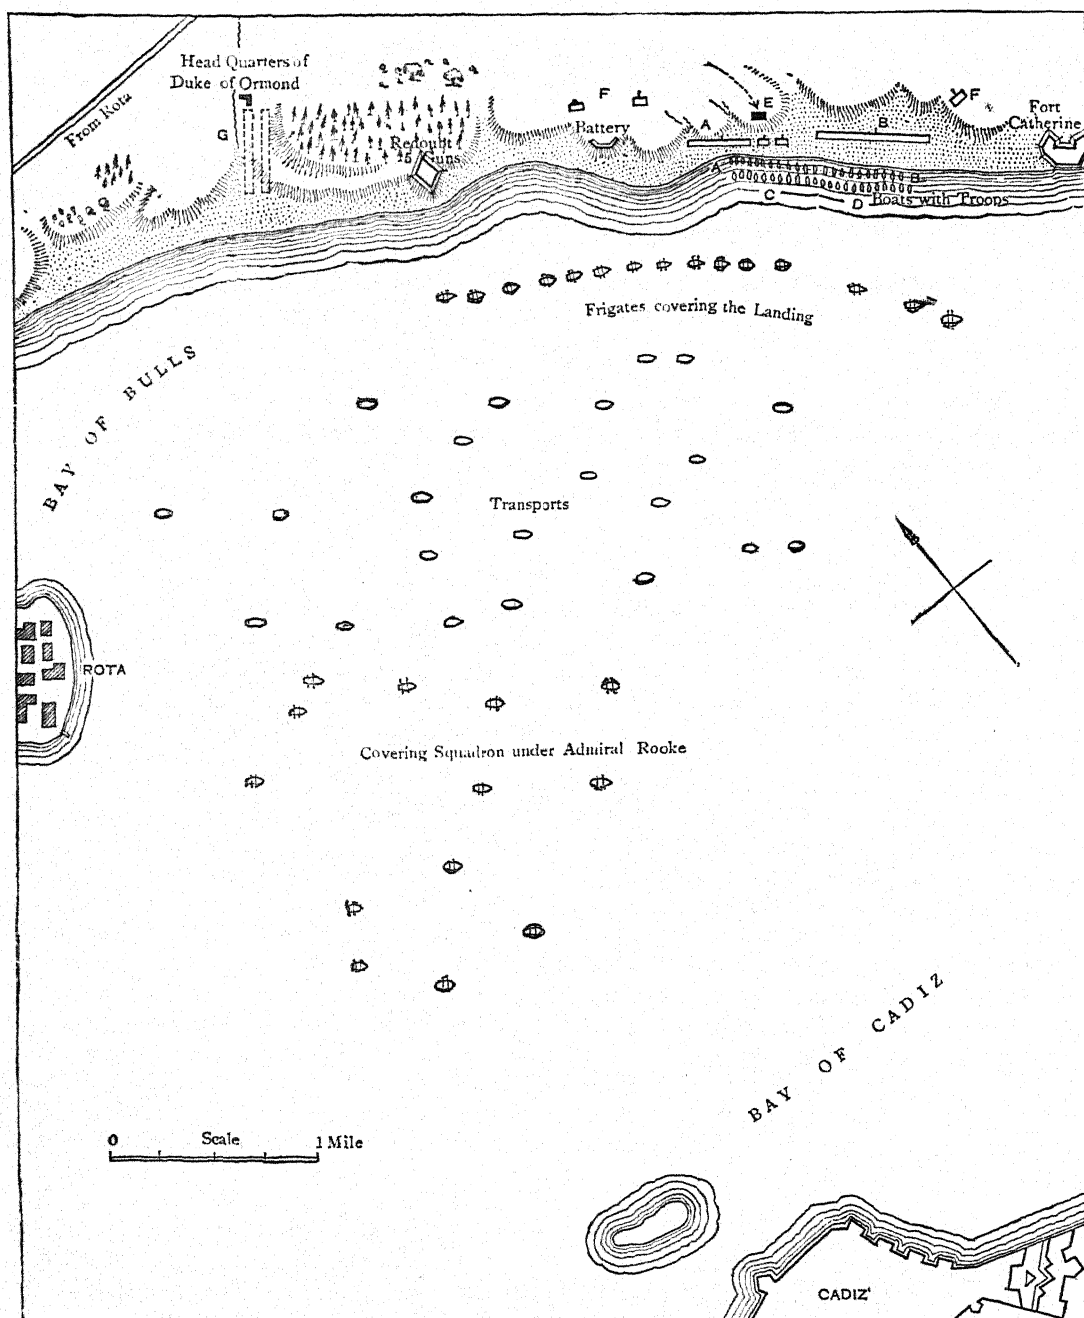 Head Quarters of
Duke of Ormond
From Rota
G
Redoubt
15 Guns
F
Battery
A
E
B
F
Fort
Catherine
A
B
C
D
Boats with Troops
Frigates covering the Landing
BAY OF BULLS
Transports
ROTA
Covering Squadron under Admiral Rooke
BAY OF CADIZ
0 Scale 1 Mile
CADIZ